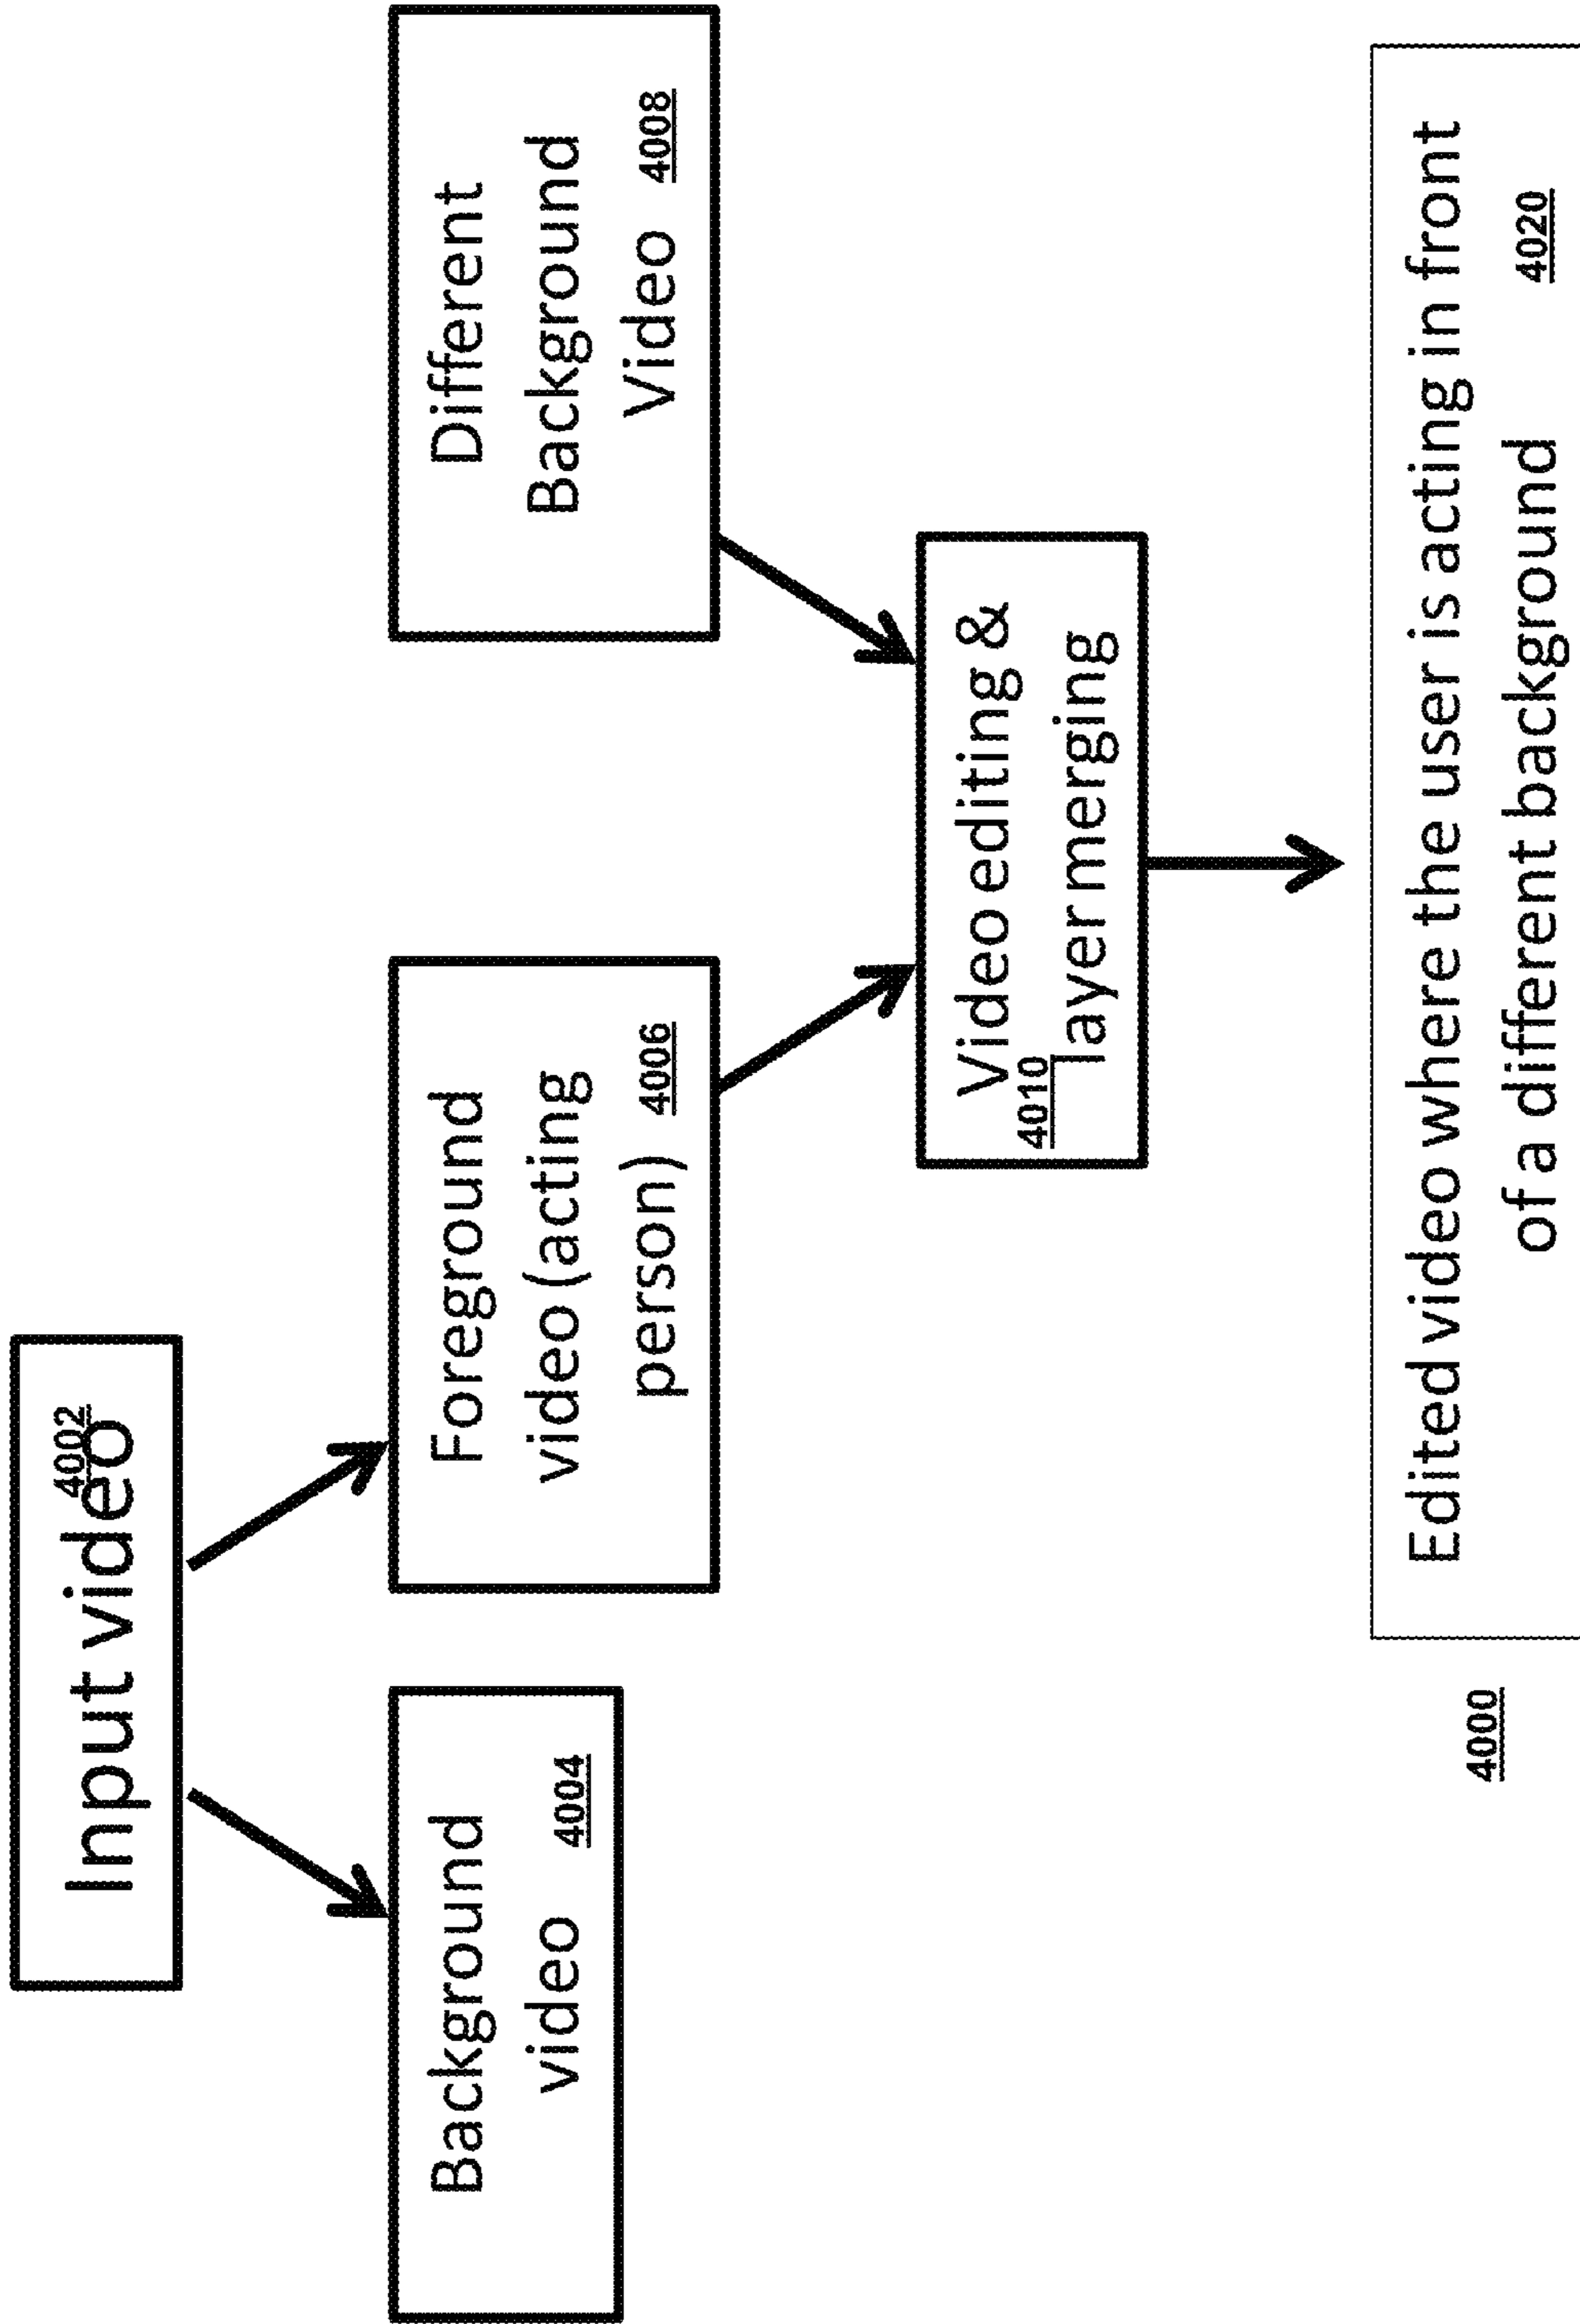 4002
Input video
Background
video 4004
Foreground
video (acting
person) 4006
Different
Background
Video 4008
Video editing &
4010
layer merging
Edited video where the user is acting in front
of a different background 4020
4000